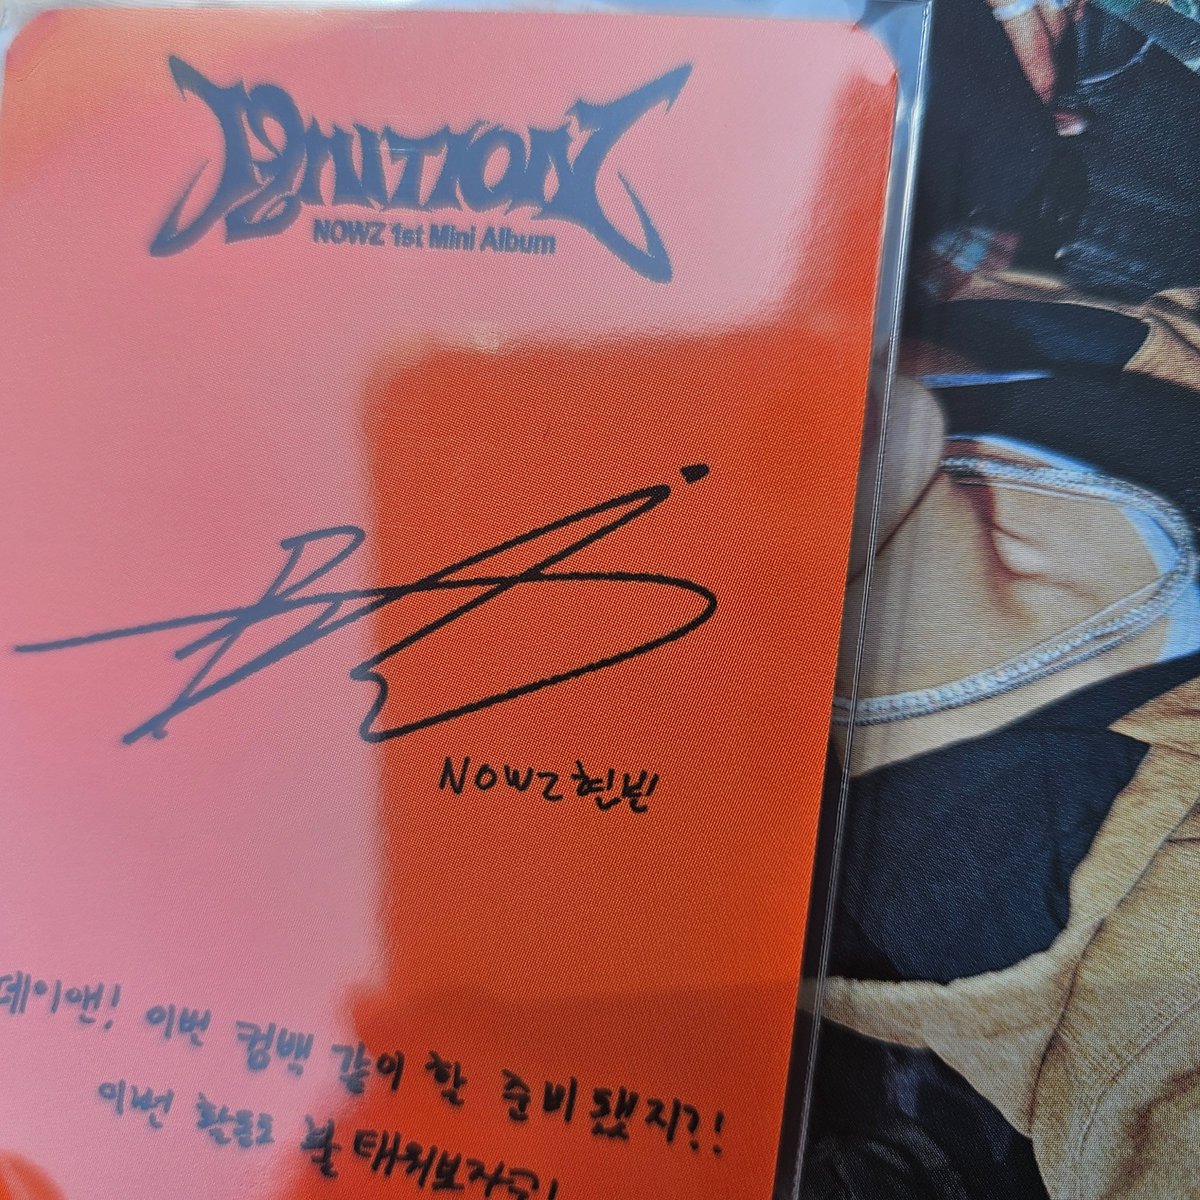 IGNITION
NOWZ 1st Mini Album
NOWZ 현빈
데이앤! 이번 컴백 같이 할 준비됐지?!
이번 활동도 불태워보자구!